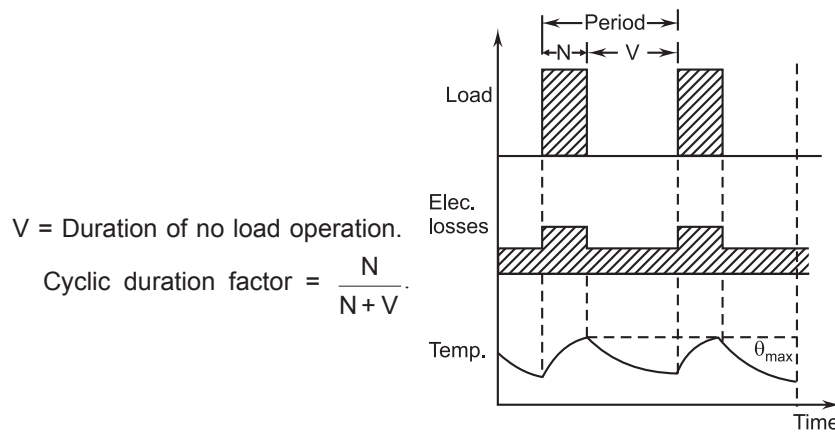 V = Duration of no load operation.
Cyclic duration factor = N / N + V.
Period
N
V
Load
Elec.
losses
Temp.
θmax
Time